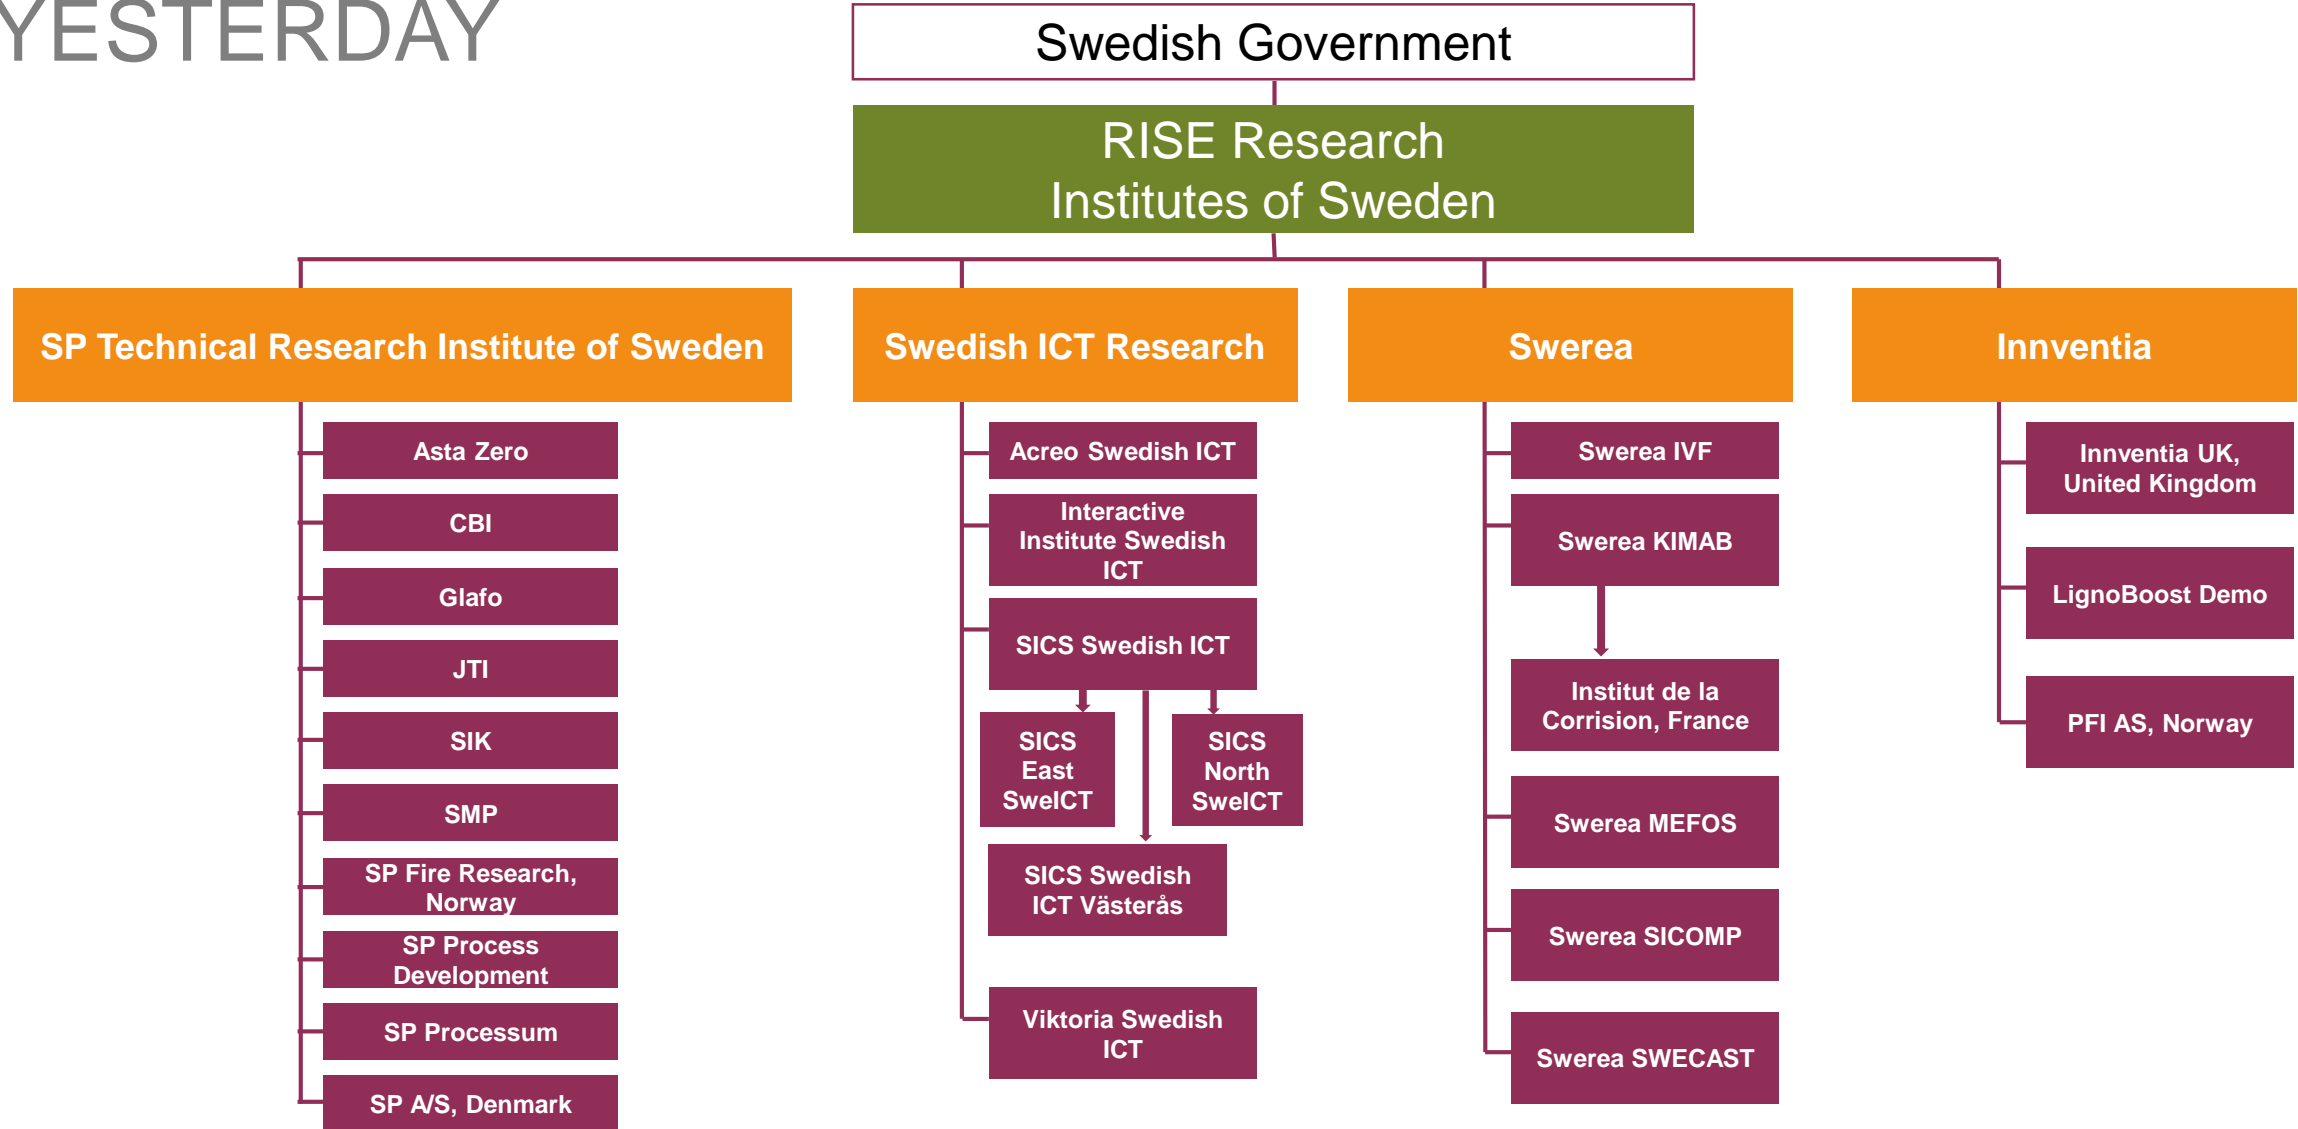 YESTERDAY
Swedish Government
RISE Research
Institutes of Sweden
SP Technical Research Institute of Sweden
Asta Zero
CBI
Glafo
JTI
SIK
SMP
SP Fire Research,
Norway
SP Process
Development
SP Processum
SP A/S, Denmark
Swedish ICT Research
Acreo Swedish ICT
Interactive
Institute Swedish
ICT
SICS Swedish ICT
SICS
East
SweICT
SICS
North
SweICT
SICS Swedish
ICT Västerås
Viktoria Swedish
ICT
Swerea
Swerea IVF
Swerea KIMAB
Institut de la
Corrision, France
Swerea MEFOS
Swerea SICOMP
Swerea SWECAST
Innventia
Innventia UK,
United Kingdom
LignoBoost Demo
PFI AS, Norway